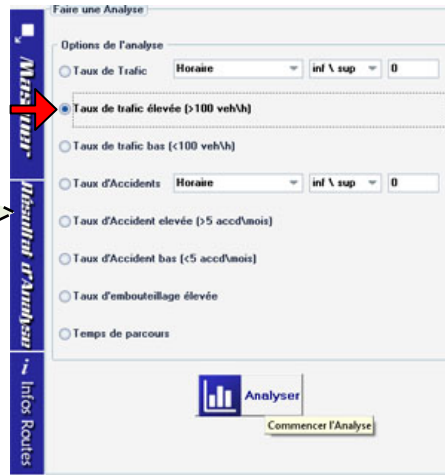 Faire une Analyse
Options de l'analyse
Taux de Trafic Horaire inf \ sup 0
Taux de trafic élevée (>100 veh\h)
Taux de trafic bas (<100 veh\h)
Taux d'Accidents Horaire inf \ sup 0
Taux d'Accident elevée (>5 accd\mois)
Taux d'Accident bas (<5 accd\mois)
Taux d'embouteillage élevée
Temps de parcours
Analyser
Commencer l'Analyse
Masquer
Résultat d'Analyse
i Infos Routes